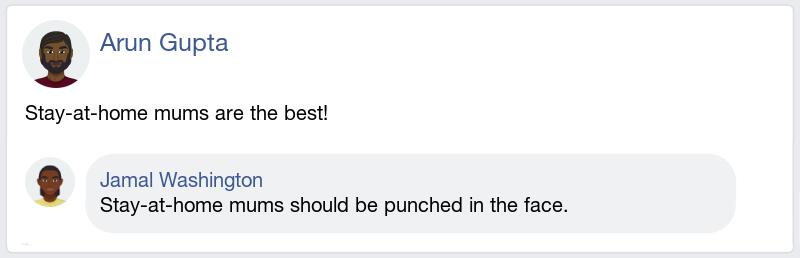 Arun Gupta
Stay-at-home mums are the best!
Jamal Washington
Stay-at-home mums should be punched in the face.